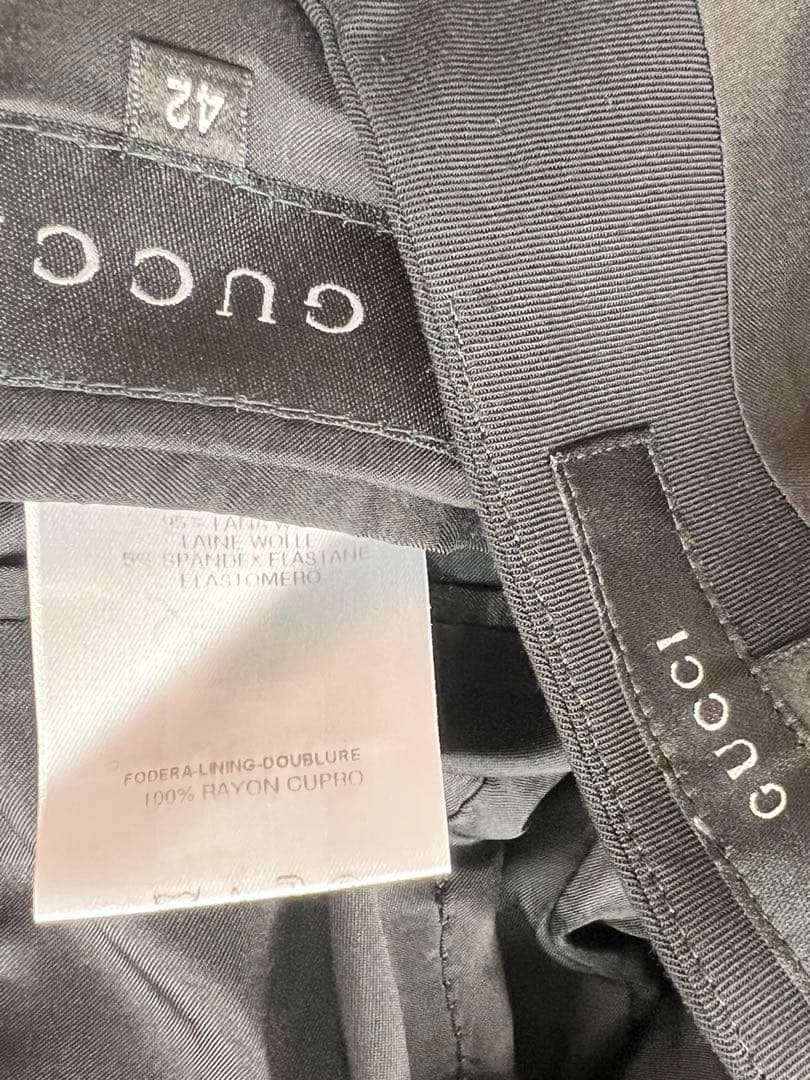 42
GUCCI
95% LANA W
LAINE WOLLE
5% SPANDEX ELASTANE
ELASTOMERO
FODERA-LINING-DOUBLURE
100% RAYON CUPRO
GUCCI